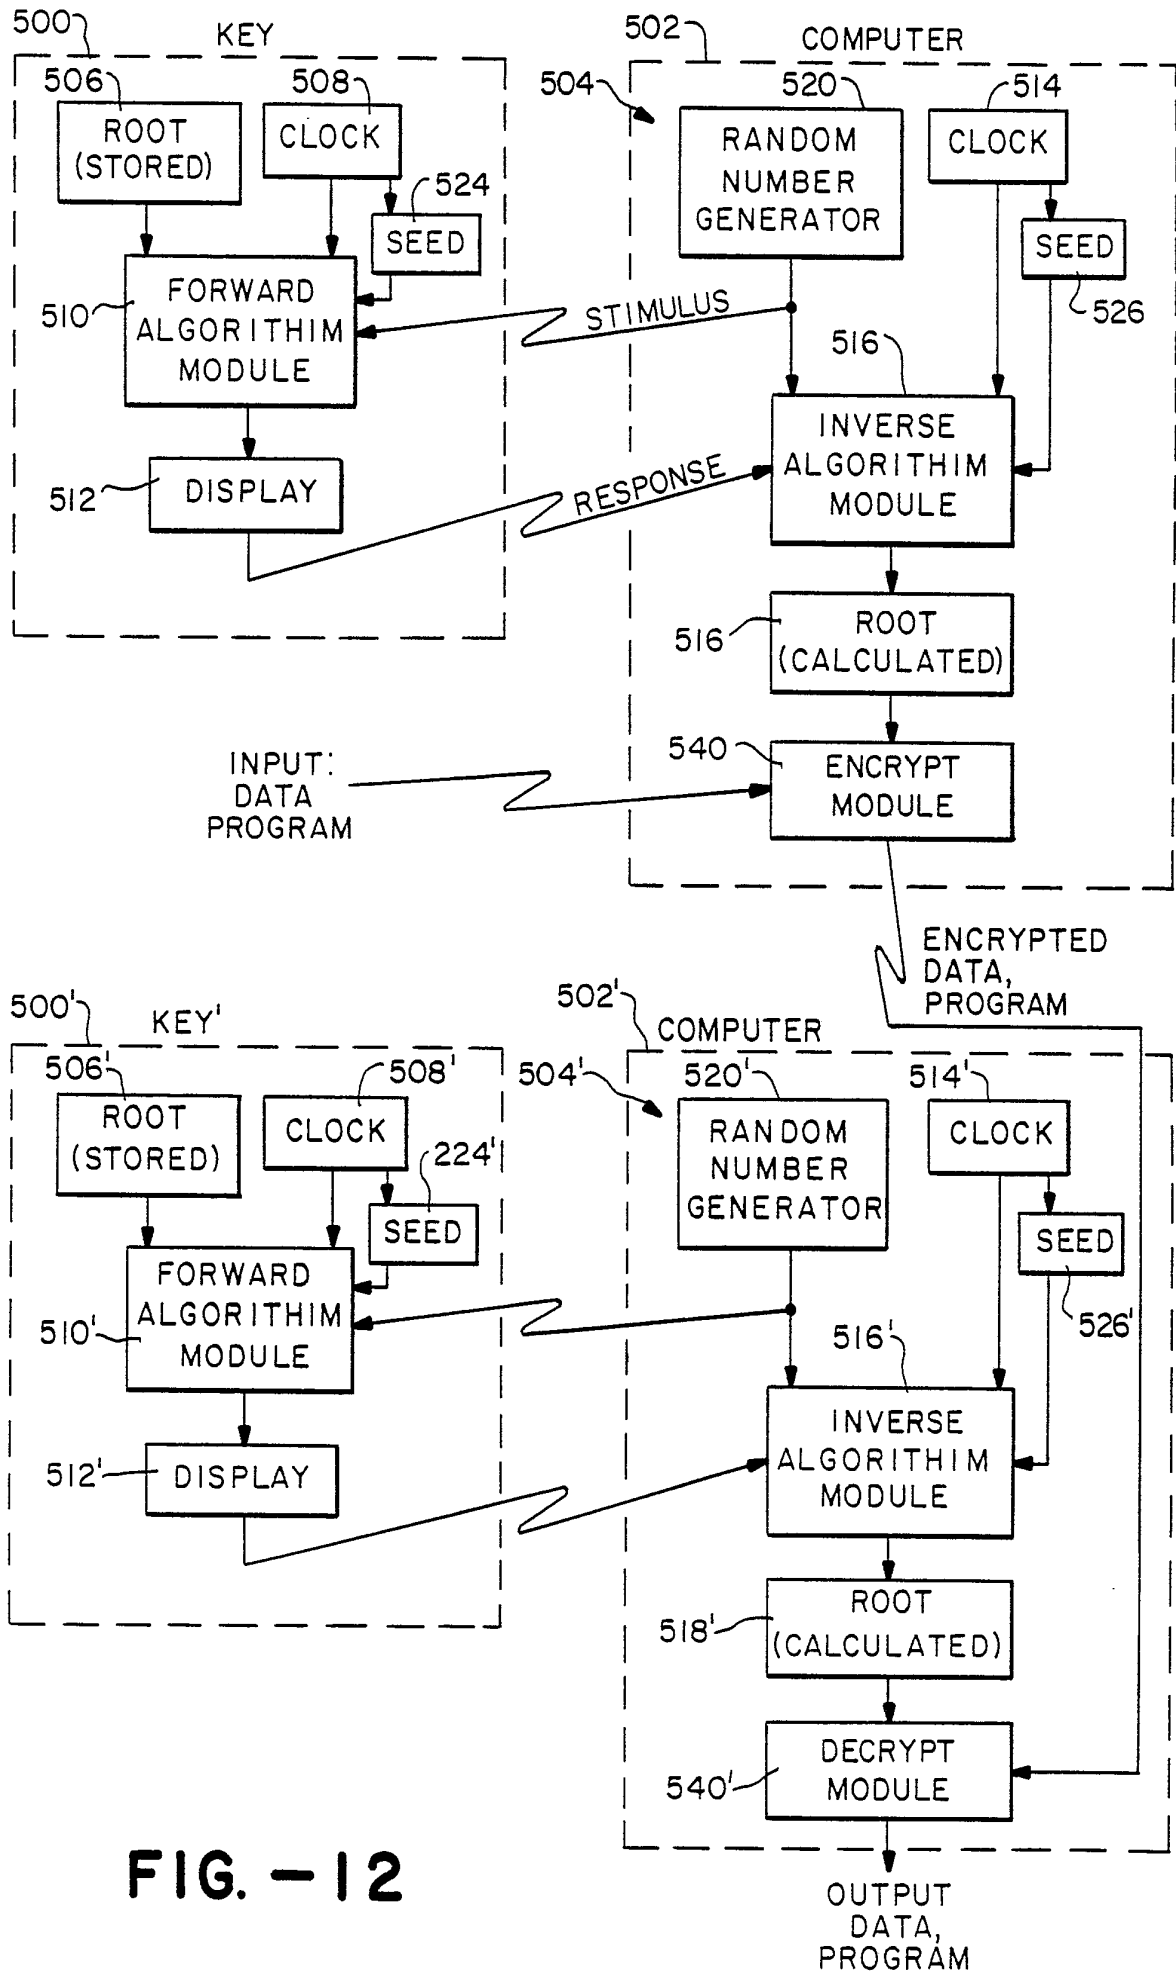 500
KEY
506
508
ROOT
(STORED)
CLOCK
524
SEED
510
FORWARD
ALGORITHIM
MODULE
512
DISPLAY
502
COMPUTER
504
520
514
RANDOM
NUMBER
GENERATOR
CLOCK
SEED
526
STIMULUS
516
INVERSE
ALGORITHIM
MODULE
RESPONSE
516
ROOT
(CALCULATED)
INPUT:
DATA
PROGRAM
540
ENCRYPT
MODULE
ENCRYPTED
DATA,
PROGRAM
500'
KEY'
506'
508'
ROOT
(STORED)
CLOCK
224'
SEED
510'
FORWARD
ALGORITHIM
MODULE
512'
DISPLAY
502'
COMPUTER
504'
520'
514'
RANDOM
NUMBER
GENERATOR
CLOCK
SEED
526'
516'
INVERSE
ALGORITHIM
MODULE
518'
ROOT
(CALCULATED)
540'
DECRYPT
MODULE
OUTPUT
DATA,
PROGRAM
FIG. - 12